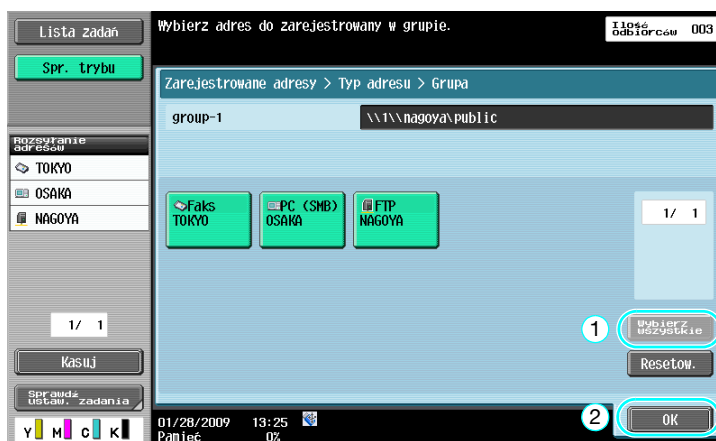 Lista zadań
Wybierz adres do zarejestrowany w grupie.
Ilość
odbiorców
003
Spr. trybu
Zarejestrowane adresy > Typ adresu > Grupa
group-1
\\1\\nagoya\public
Rozsyłanie
adresów
TOKYO
OSAKA
NAGOYA
Faks
TOKYO
PC (SMB)
OSAKA
FTP
NAGOYA
1/ 1
1/ 1
1
Wybierz
wszystkie
Kasuj
Resetow.
Sprawdź
ustaw. zadania
2
OK
Y M C K
01/28/2009 13:25
Pamięć 0%